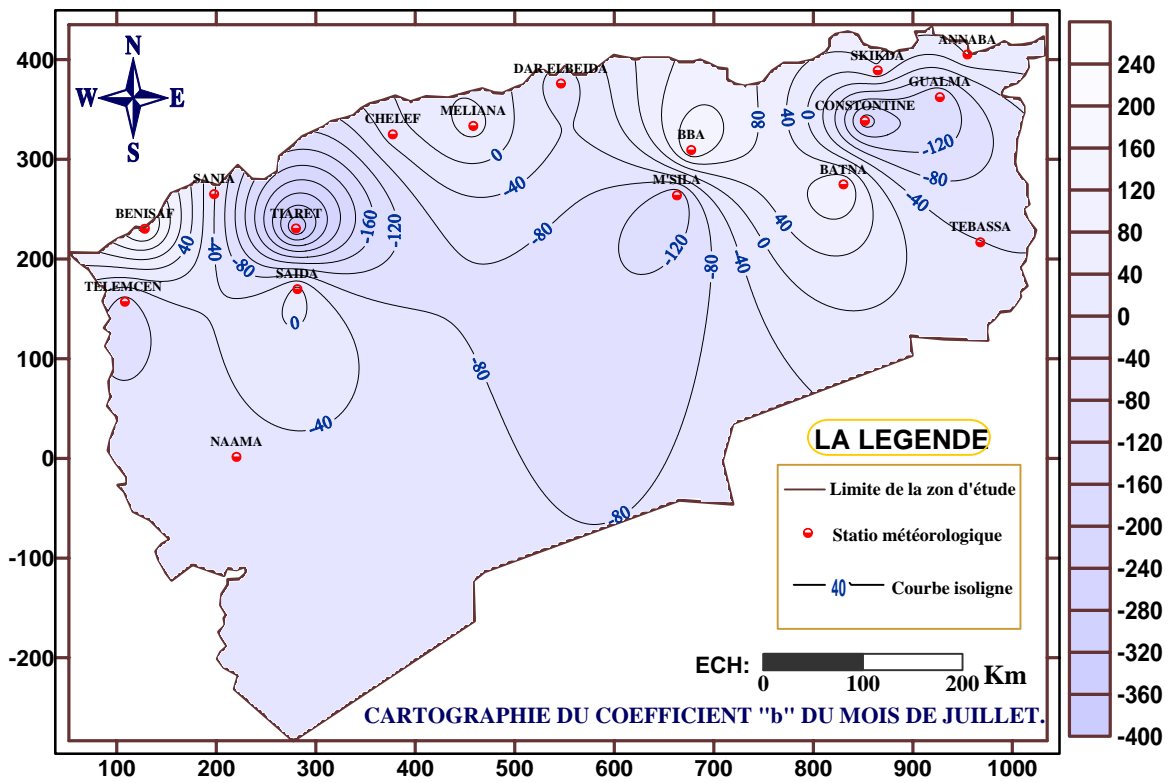 N
W E
S
400
300
200
100
0
-100
-200
100 200 300 400 500 600 700 800 900 1000
ANNABA
SKIKDA
GUALMA
DAR ELBEIDA
CONSTONTINE
MELIANA
CHELEF
BBA
BATNA
M'SILA
SANIA
BENISAF
TIARET
TEBASSA
SAIDA
TELEMCEN
NAAMA
40
-40
-80
-160
-120
0
-40
0
-40
-80
-80
-40
-80
-120
-80
-40
0
40
80
40
0
-40
-120
-80
-40
LA LEGENDE
Limite de la zon d'étude
Statio météorologique
40 Courbe isoligne
ECH:
0 100 200 Km
CARTOGRAPHIE DU COEFFICIENT "b" DU MOIS DE JUILLET.
240
200
160
120
80
40
0
-40
-80
-120
-160
-200
-240
-280
-320
-360
-400